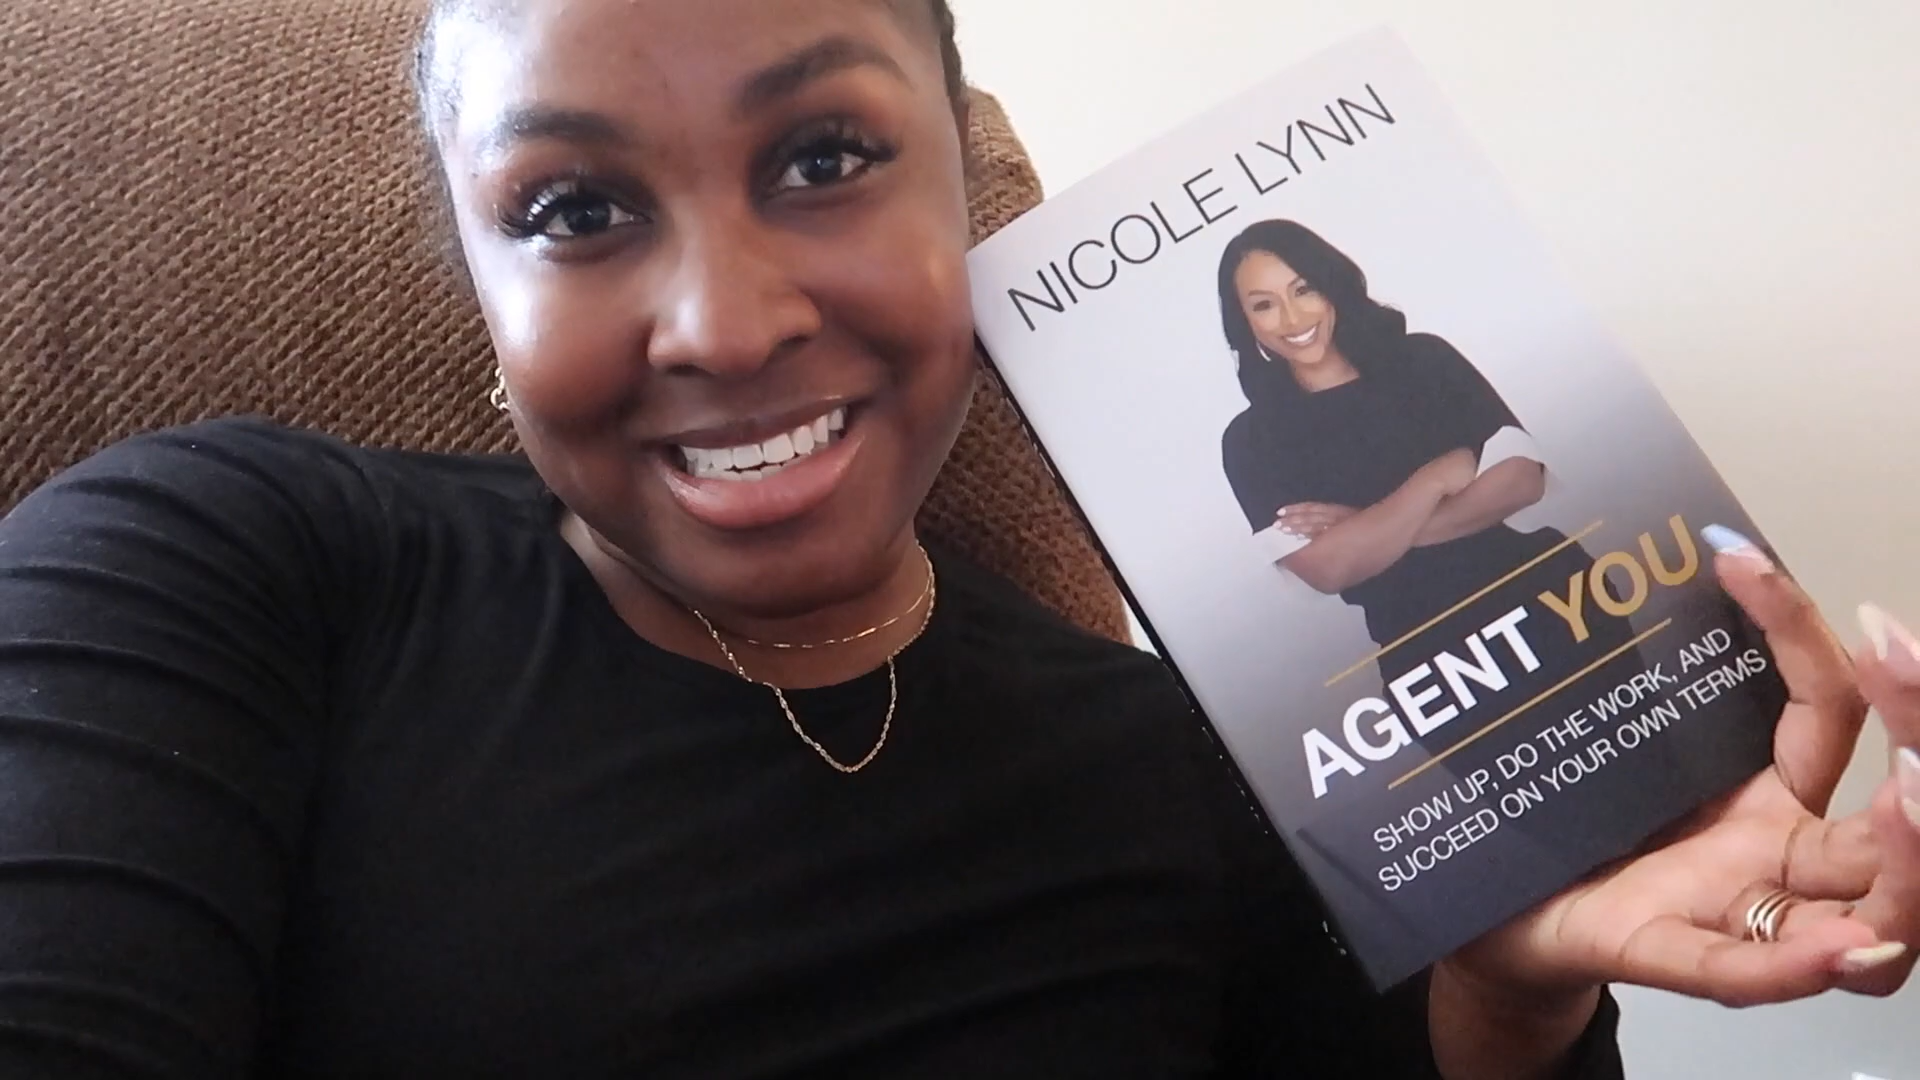 NICOLE LYNN
AGENT YOU
SHOW UP, DO THE WORK, AND
SUCCEED ON YOUR OWN TERMS